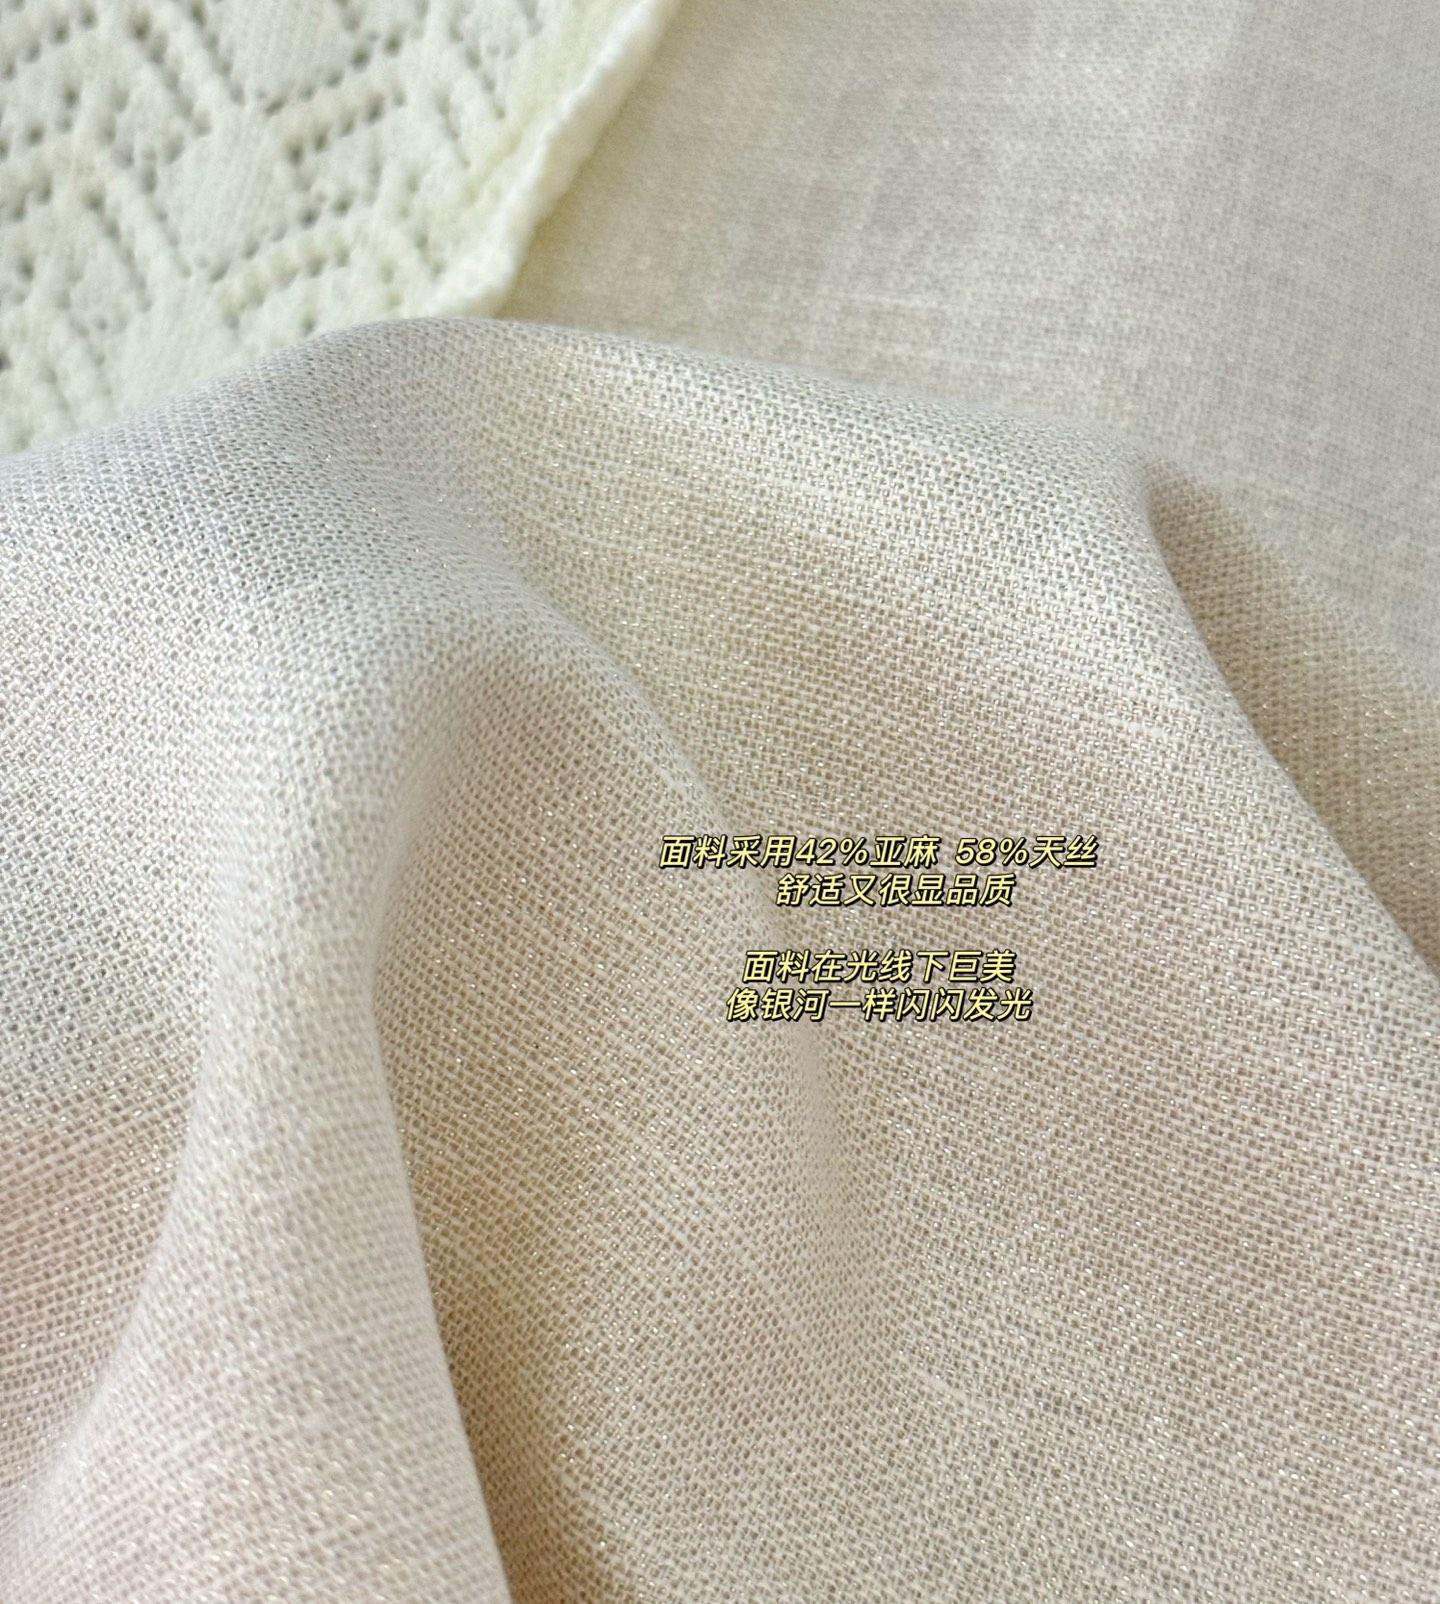 面料采用42%亚麻 58%天丝
舒适又很显品质
面料在光线下巨美
像银河一样闪闪发光